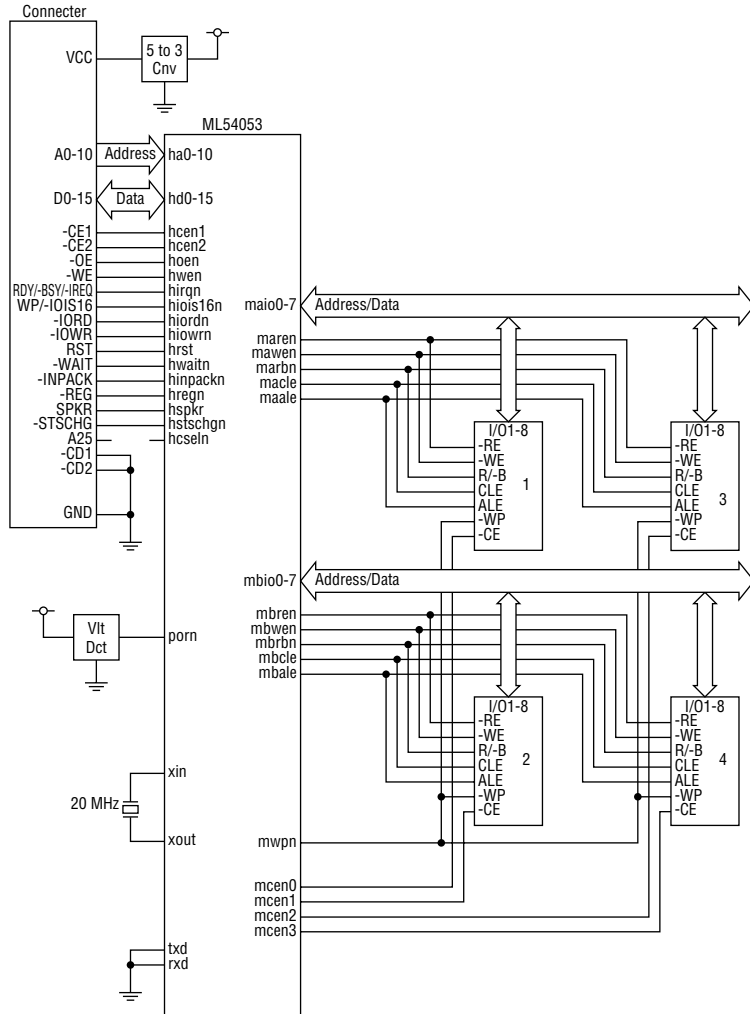 Connecter
VCC
5 to 3
Cnv
ML54053
A0-10
Address
ha0-10
D0-15
Data
hd0-15
-CE1
hcen1
-CE2
hcen2
-OE
hoen
-WE
hwen
RDY/-BSY/-IREQ
hirqn
WP/-IOIS16
hiois16n
-IORD
hiordn
-IOWR
hiowrn
RST
hrst
-WAIT
hwaitn
-INPACK
hinpackn
-REG
hregn
SPKR
hspkr
-STSCHG
hstschgn
A25
hcseln
-CD1
-CD2
GND
maio0-7
Address/Data
maren
mawen
marbn
macle
maale
I/O1-8
-RE
-WE
R/-B
CLE
ALE
-WP
-CE
1
I/O1-8
-RE
-WE
R/-B
CLE
ALE
-WP
-CE
3
mbio0-7
Address/Data
mbren
mbwen
mbrbn
mbcle
mbale
I/O1-8
-RE
-WE
R/-B
CLE
ALE
-WP
-CE
2
I/O1-8
-RE
-WE
R/-B
CLE
ALE
-WP
-CE
4
Vlt
Dct
porn
xin
20 MHz
xout
mwpn
mcen0
mcen1
mcen2
mcen3
txd
rxd